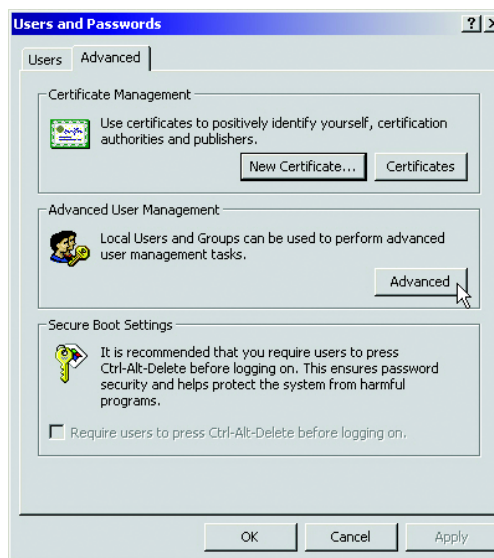 Users and Passwords
Users
Advanced
Certificate Management
Use certificates to positively identify yourself, certification
authorities and publishers.
New Certificate...
Certificates
Advanced User Management
Local Users and Groups can be used to perform advanced
user management tasks.
Advanced
Secure Boot Settings
It is recommended that you require users to press
Ctrl-Alt-Delete before logging on. This ensures password
security and helps protect the system from harmful
programs.
Require users to press Ctrl-Alt-Delete before logging on.
OK
Cancel
Apply